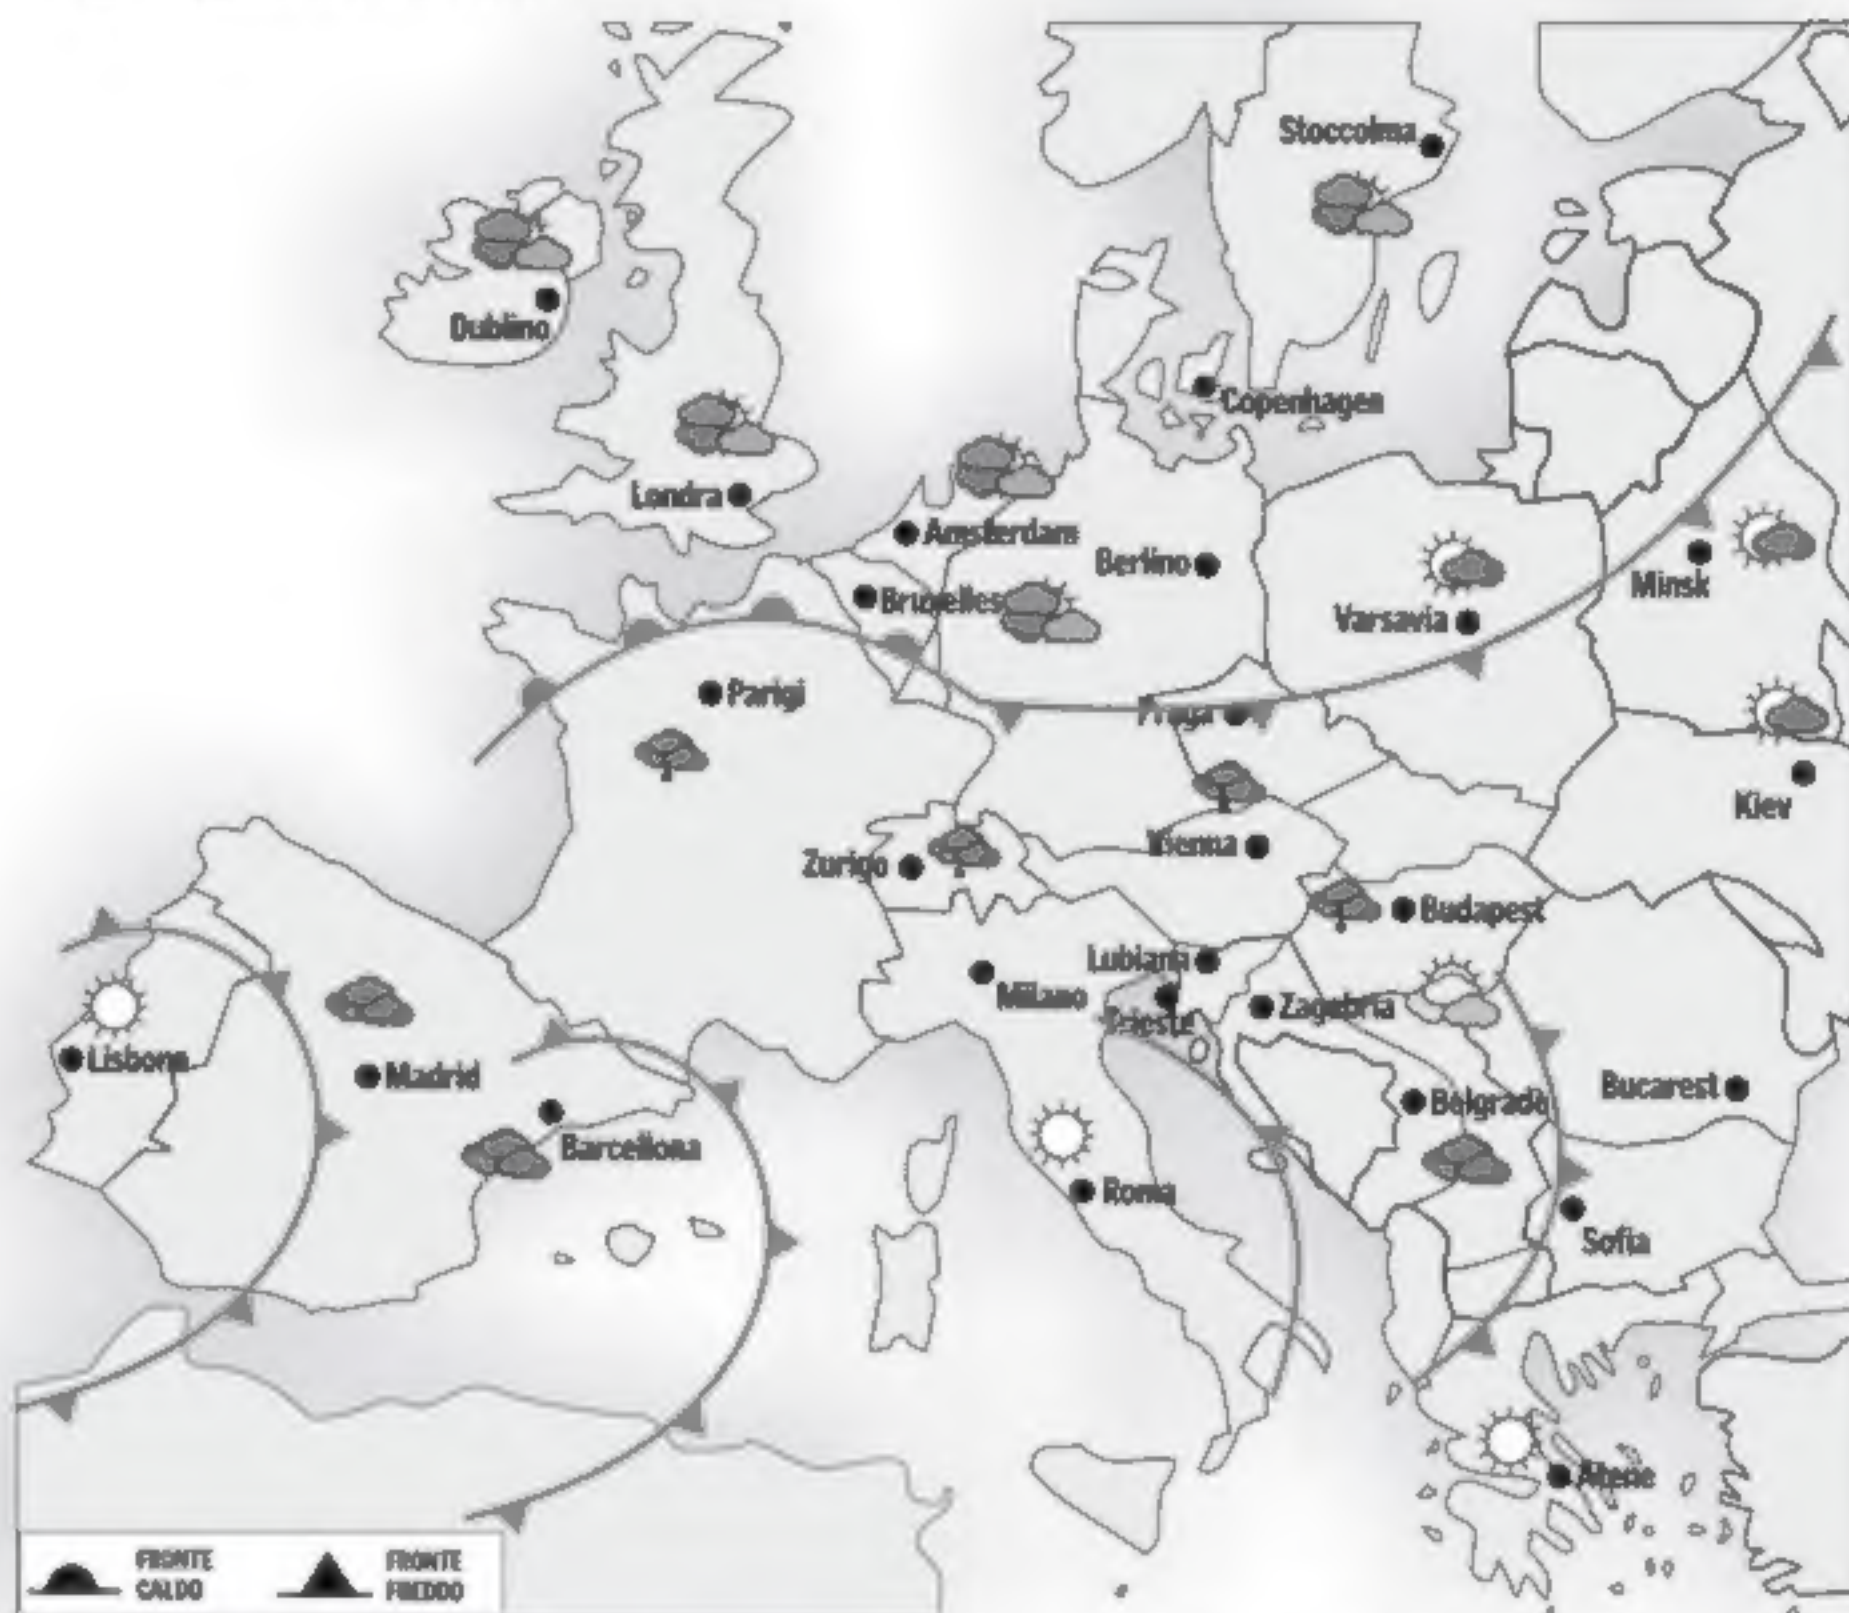 Stoccolma
Dublino
Copenhagen
Londra
Amsterdam
Berlino
Bruxelles
Minsk
Varsavia
Parigi
Praga
Kiev
Vienna
Zurigo
Budapest
Lubiana
Milano
Trieste
Zagabria
Lisbona
Madrid
Bucarest
Belgrado
Barcellona
Roma
Sofia
Atene
FRONTE
CALDO
FRONTE
FREDDO